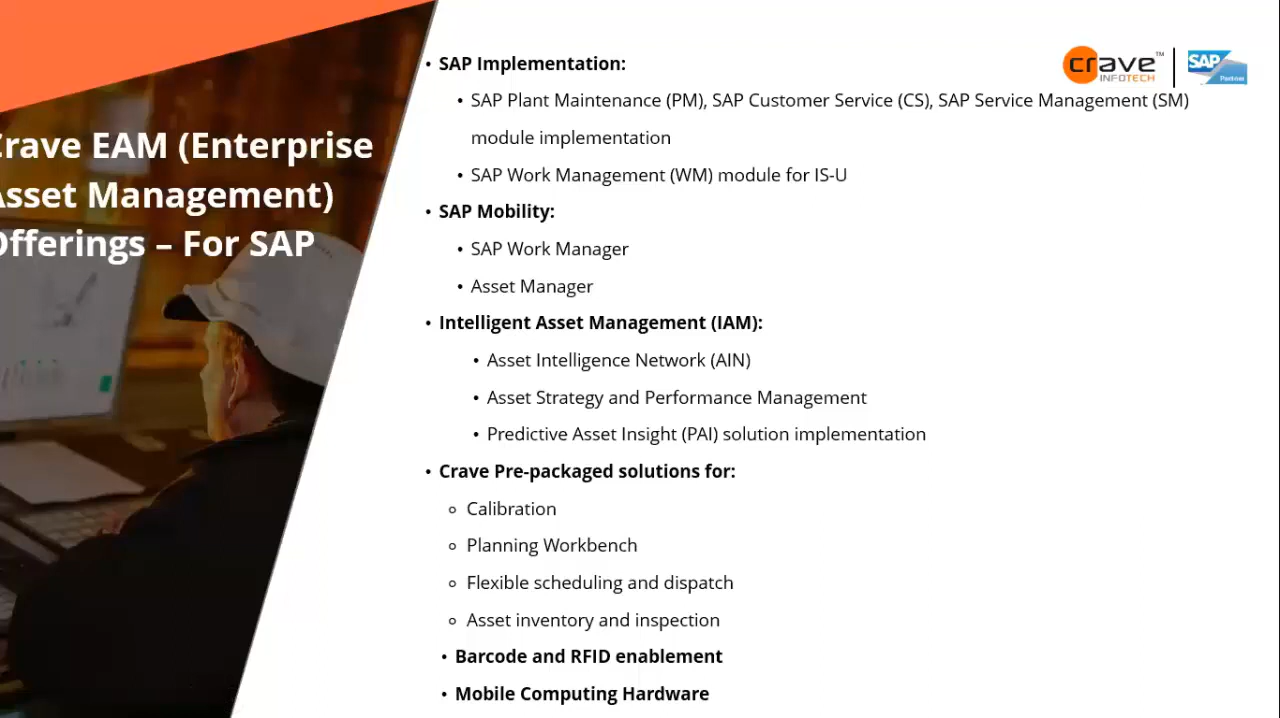 Crave EAM (Enterprise
Asset Management)
Offerings – For SAP
crave™
INFOTECH
SAP
Partner
• SAP Implementation:
• SAP Plant Maintenance (PM), SAP Customer Service (CS), SAP Service Management (SM)
module implementation
• SAP Work Management (WM) module for IS-U
• SAP Mobility:
• SAP Work Manager
• Asset Manager
• Intelligent Asset Management (IAM):
• Asset Intelligence Network (AIN)
• Asset Strategy and Performance Management
• Predictive Asset Insight (PAI) solution implementation
• Crave Pre-packaged solutions for:
○ Calibration
○ Planning Workbench
○ Flexible scheduling and dispatch
○ Asset inventory and inspection
• Barcode and RFID enablement
• Mobile Computing Hardware